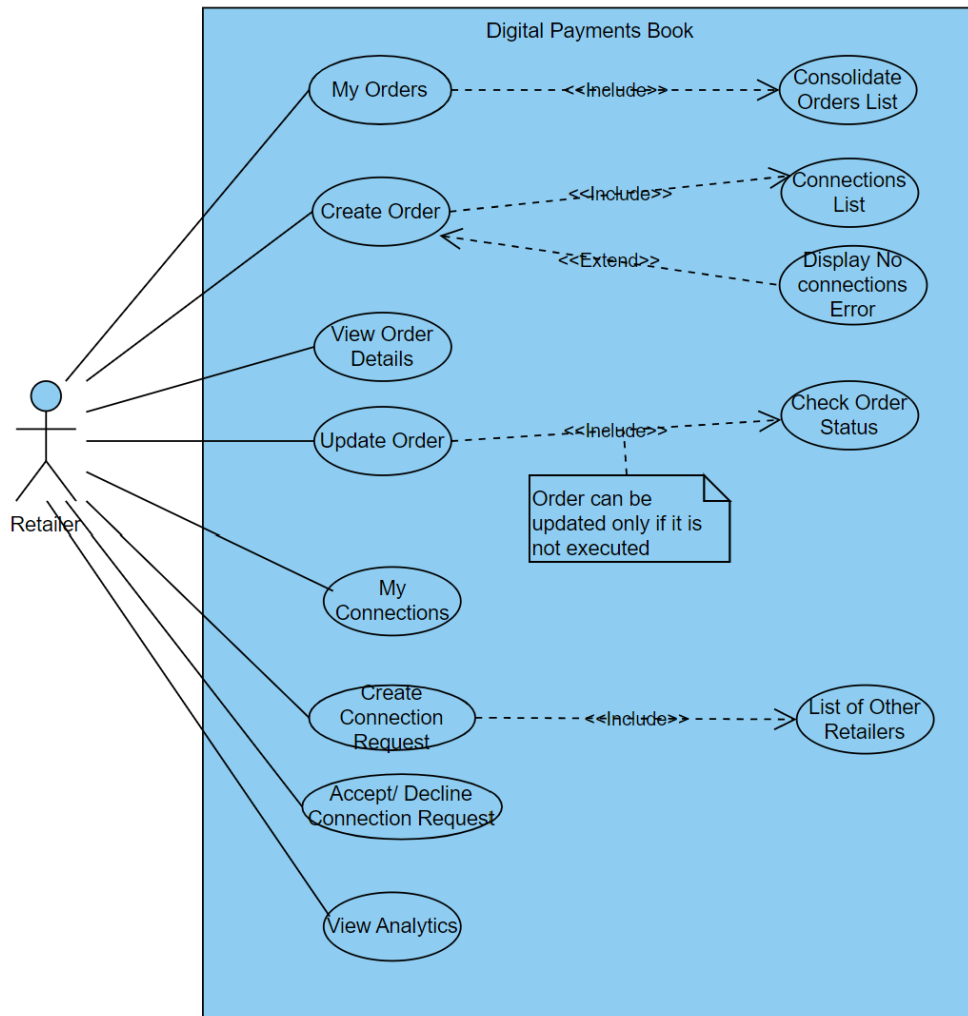 Digital Payments Book
My Orders
<<Include>>
Consolidate
Orders List
Create Order
<<Include>>
Connections
List
<<Extend>>
Display No
connections
Error
View Order
Details
Update Order
<<Include>>
Check Order
Status
Order can be
updated only if it is
not executed
Retailer
My
Connections
Create
Connection
Request
<<Include>>
List of Other
Retailers
Accept/ Decline
Connection Request
View Analytics